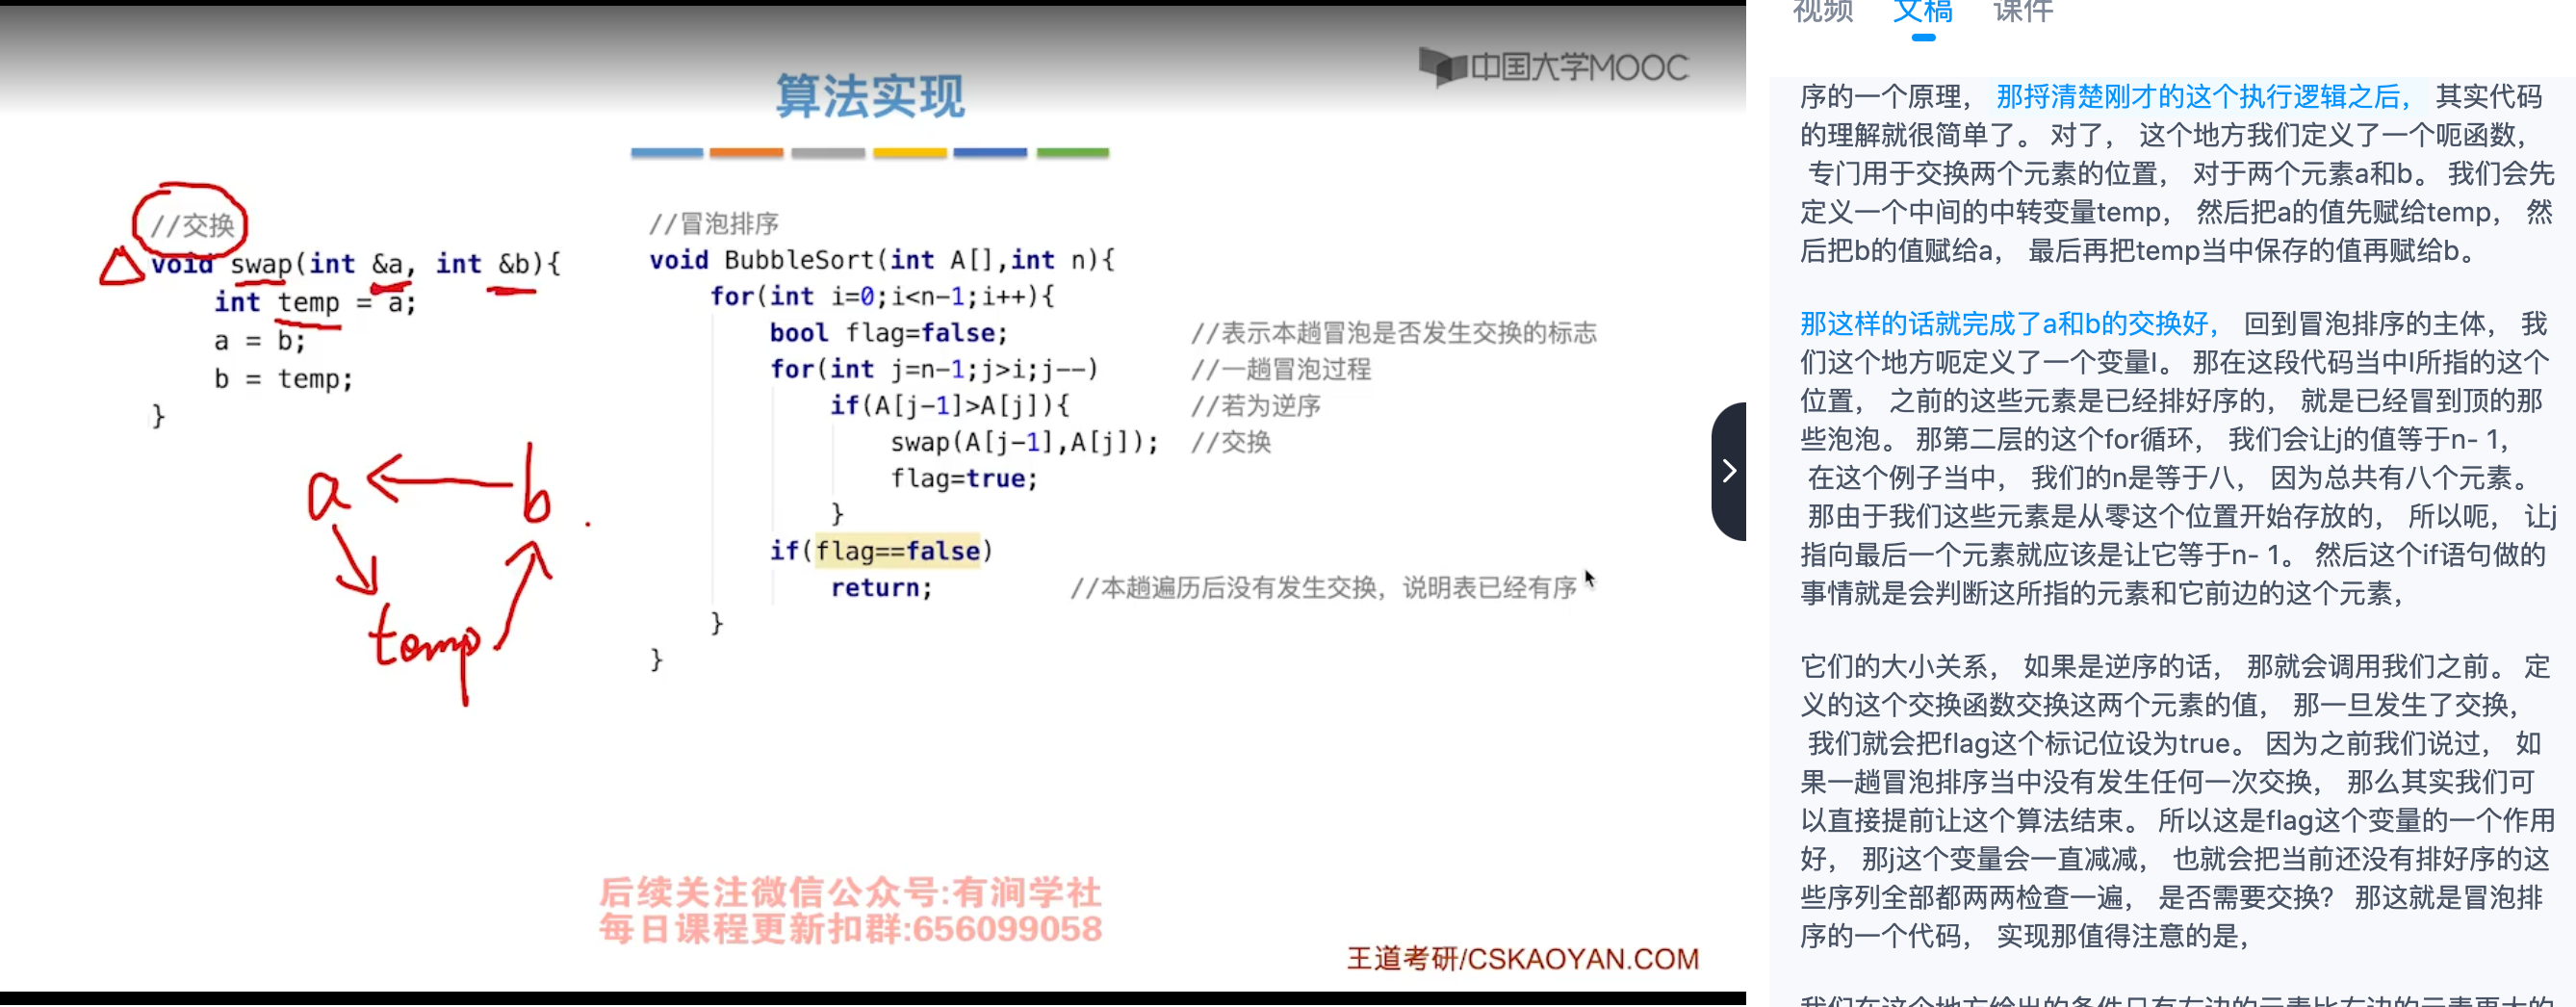 中国大学MOOC
算法实现
//交换
void swap(int &a, int &b){
    int temp = a;
    a = b;
    b = temp;
}
a b
temp
//冒泡排序
void BubbleSort(int A[],int n){
    for(int i=0;i<n-1;i++){
        bool flag=false; //表示本趟冒泡是否发生交换的标志
        for(int j=n-1;j>i;j--) //一趟冒泡过程
            if(A[j-1]>A[j]){ //若为逆序
                swap(A[j-1],A[j]); //交换
                flag=true;
            }
        if(flag==false)
            return; //本趟遍历后没有发生交换，说明表已经有序
    }
}
后续关注微信公众号:有涧学社
每日课程更新扣群:656099058
王道考研/CSKAOYAN.COM
视频 文稿 课件
序的一个原理， 那捋清楚刚才的这个执行逻辑之后， 其实代码
的理解就很简单了。 对了， 这个地方我们定义了一个呃函数，
专门用于交换两个元素的位置， 对于两个元素a和b。 我们会先
定义一个中间的中转变量temp， 然后把a的值先赋给temp， 然
后把b的值赋给a， 最后再把temp当中保存的值再赋给b。
那这样的话就完成了a和b的交换好， 回到冒泡排序的主体， 我
们这个地方呃定义了一个变量I。 那在这段代码当中I所指的这个
位置， 之前的这些元素是已经排好序的， 就是已经冒到顶的那
些泡泡。 那第二层的这个for循环， 我们会让j的值等于n- 1，
在这个例子当中， 我们的n是等于八， 因为总共有八个元素。
那由于我们这些元素是从零这个位置开始存放的， 所以呃， 让j
指向最后一个元素就应该是让它等于n- 1。 然后这个if语句做的
事情就是会判断这所指的元素和它前边的这个元素，
它们的大小关系， 如果是逆序的话， 那就会调用我们之前。 定
义的这个交换函数交换这两个元素的值， 那一旦发生了交换，
我们就会把flag这个标记位设为true。 因为之前我们说过， 如
果一趟冒泡排序当中没有发生任何一次交换， 那么其实我们可
以直接提前让这个算法结束。 所以这是flag这个变量的一个作用
好， 那j这个变量会一直减减， 也就会把当前还没有排好序的这
些序列全部都两两检查一遍， 是否需要交换？ 那这就是冒泡排
序的一个代码， 实现那值得注意的是，
我们在这个地方给出的条件只有左边的元素比右边的元素更大的